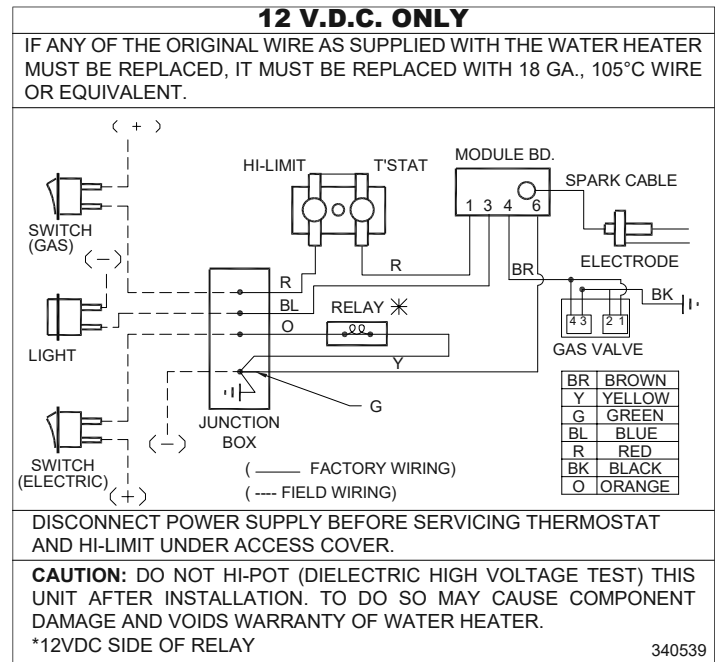 12 V.D.C. ONLY
IF ANY OF THE ORIGINAL WIRE AS SUPPLIED WITH THE WATER HEATER
MUST BE REPLACED, IT MUST BE REPLACED WITH 18 GA., 105°C WIRE
OR EQUIVALENT.
( + )
SWITCH
(GAS)
(—)
LIGHT
SWITCH
(ELECTRIC)
(+)
(—)
HI-LIMIT
T'STAT
MODULE BD.
1 3 4 6
SPARK CABLE
ELECTRODE
R
R
BL
BR
O
RELAY *
Y
G
BK
4 3 2 1
GAS VALVE
JUNCTION
BOX
( —— FACTORY WIRING)
( ---- FIELD WIRING)
BR BROWN
Y YELLOW
G GREEN
BL BLUE
R RED
BK BLACK
O ORANGE
DISCONNECT POWER SUPPLY BEFORE SERVICING THERMOSTAT
AND HI-LIMIT UNDER ACCESS COVER.
CAUTION: DO NOT HI-POT (DIELECTRIC HIGH VOLTAGE TEST) THIS
UNIT AFTER INSTALLATION. TO DO SO MAY CAUSE COMPONENT
DAMAGE AND VOIDS WARRANTY OF WATER HEATER.
*12VDC SIDE OF RELAY
340539